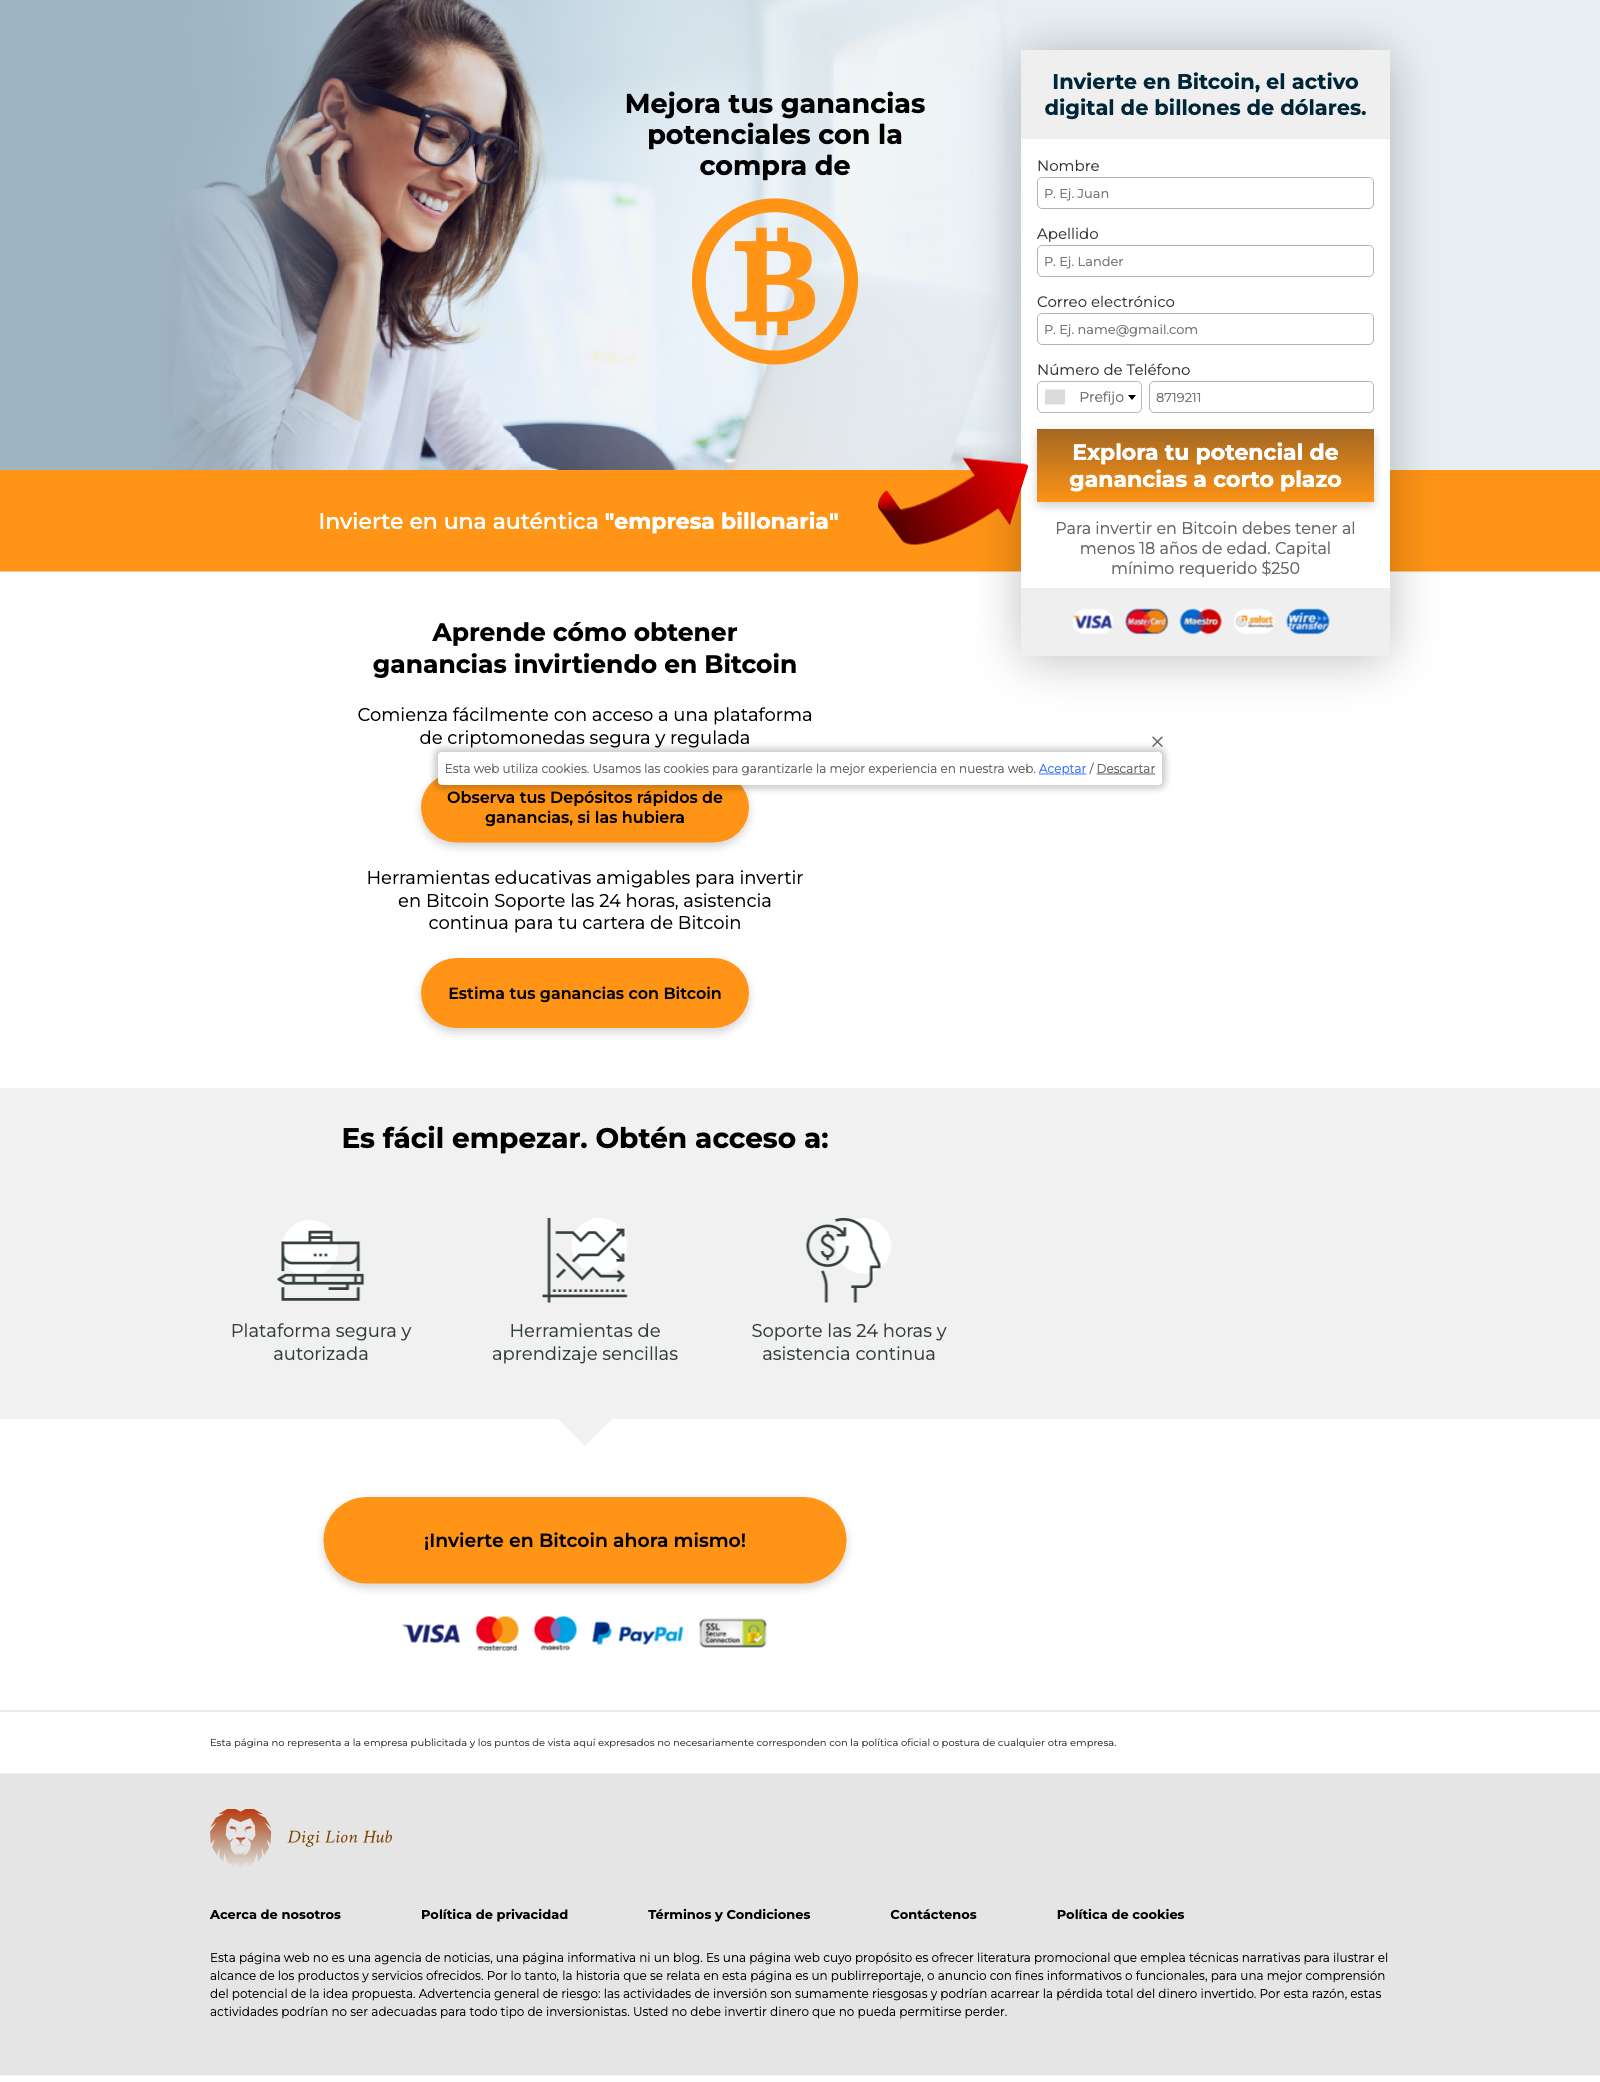 Mejora tus ganancias
potenciales con la
compra de
Invierte en Bitcoin, el activo
digital de billones de dólares.
Nombre
P. Ej. Juan
Apellido
P. Ej. Lander
Correo electrónico
P. Ej. name@gmail.com
Número de Teléfono
Prefijo
8719211
Explora tu potencial de
ganancias a corto plazo
Para invertir en Bitcoin debes tener al
menos 18 años de edad. Capital
mínimo requerido $250
VISA MasterCard Maestro wire transfer
Invierte en una auténtica "empresa billonaria"
Aprende cómo obtener
ganancias invirtiendo en Bitcoin
Comienza fácilmente con acceso a una plataforma
de criptomonedas segura y regulada
Esta web utiliza cookies. Usamos las cookies para garantizarle la mejor experiencia en nuestra web. Aceptar / Descartar
Observa tus Depósitos rápidos de
ganancias, si las hubiera
Herramientas educativas amigables para invertir
en Bitcoin Soporte las 24 horas, asistencia
continua para tu cartera de Bitcoin
Estima tus ganancias con Bitcoin
Es fácil empezar. Obtén acceso a:
Plataforma segura y
autorizada
Herramientas de
aprendizaje sencillas
Soporte las 24 horas y
asistencia continua
¡Invierte en Bitcoin ahora mismo!
VISA mastercard maestro PayPal SSL Secure Connection
Esta página no representa a la empresa publicitada y los puntos de vista aquí expresados no necesariamente corresponden con la política oficial o postura de cualquier otra empresa.
Digi Lion Hub
Acerca de nosotros Política de privacidad Términos y Condiciones Contáctenos Política de cookies
Esta página web no es una agencia de noticias, una página informativa ni un blog. Es una página web cuyo propósito es ofrecer literatura promocional que emplea técnicas narrativas para ilustrar el
alcance de los productos y servicios ofrecidos. Por lo tanto, la historia que se relata en esta página es un publirreportaje, o anuncio con fines informativos o funcionales, para una mejor comprensión
del potencial de la idea propuesta. Advertencia general de riesgo: las actividades de inversión son sumamente riesgosas y podrían acarrear la pérdida total del dinero invertido. Por esta razón, estas
actividades podrían no ser adecuadas para todo tipo de inversionistas. Usted no debe invertir dinero que no pueda permitirse perder.